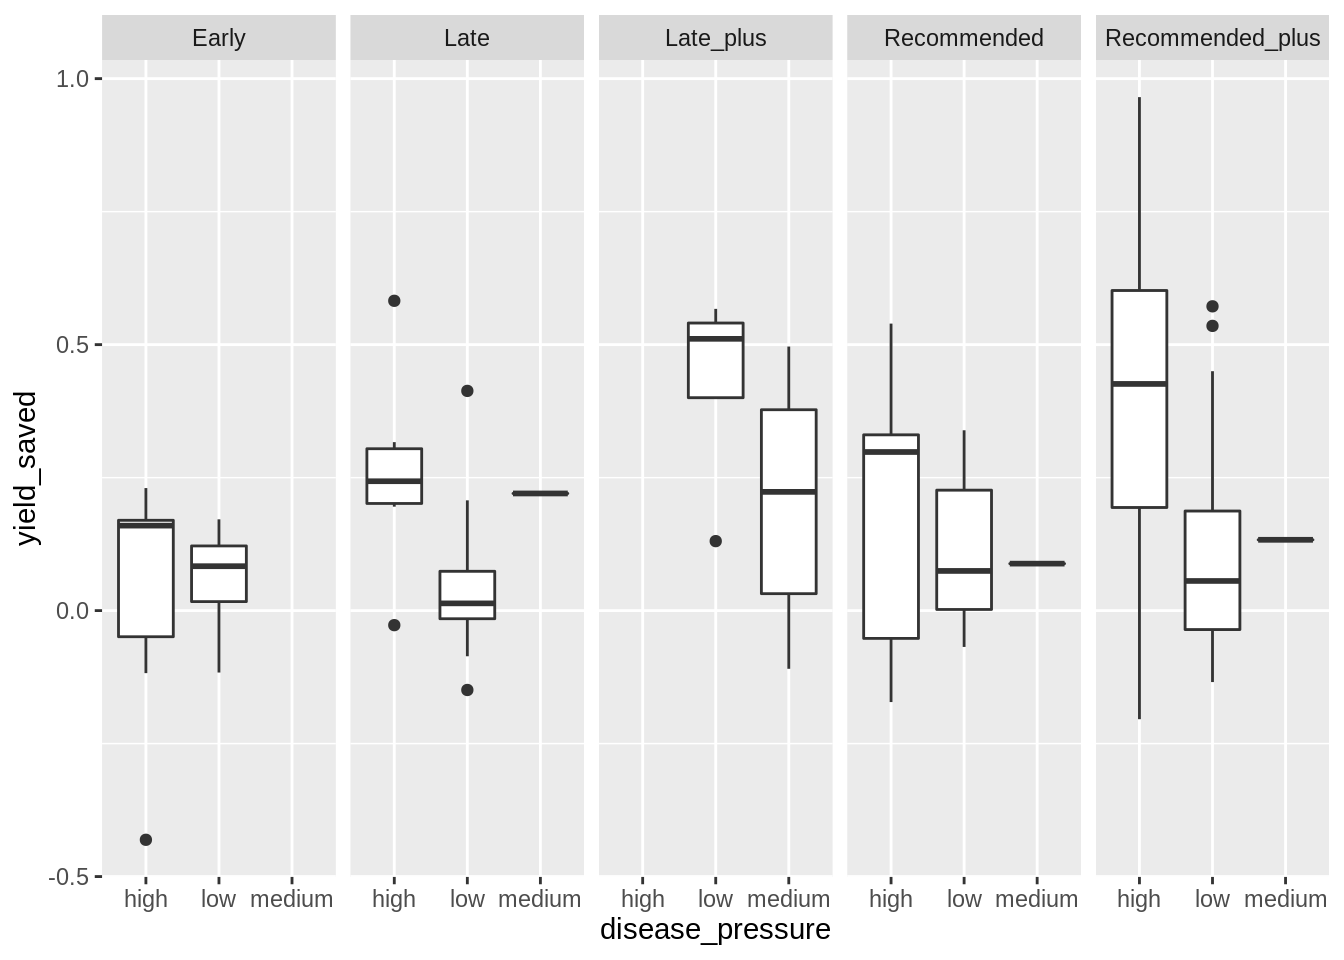 Early Late Late_plus Recommended Recommended_plus
1.0
0.5
0.0
-0.5
yield_saved
high low medium high low medium high low medium high low medium high low medium
disease_pressure